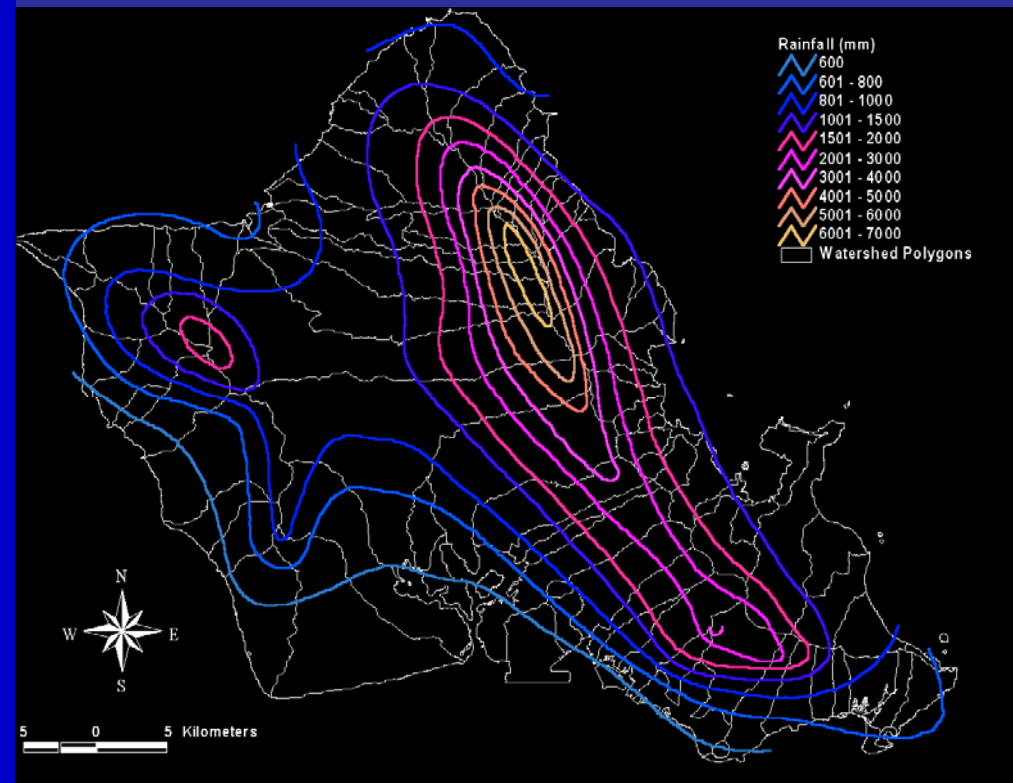 Rainfall (mm)
600
601 - 800
801 - 1000
1001 - 1500
1501 - 2000
2001 - 3000
3001 - 4000
4001 - 5000
5001 - 6000
6001 - 7000
Watershed Polygons
N
W E
S
5 0 5 Kilometers